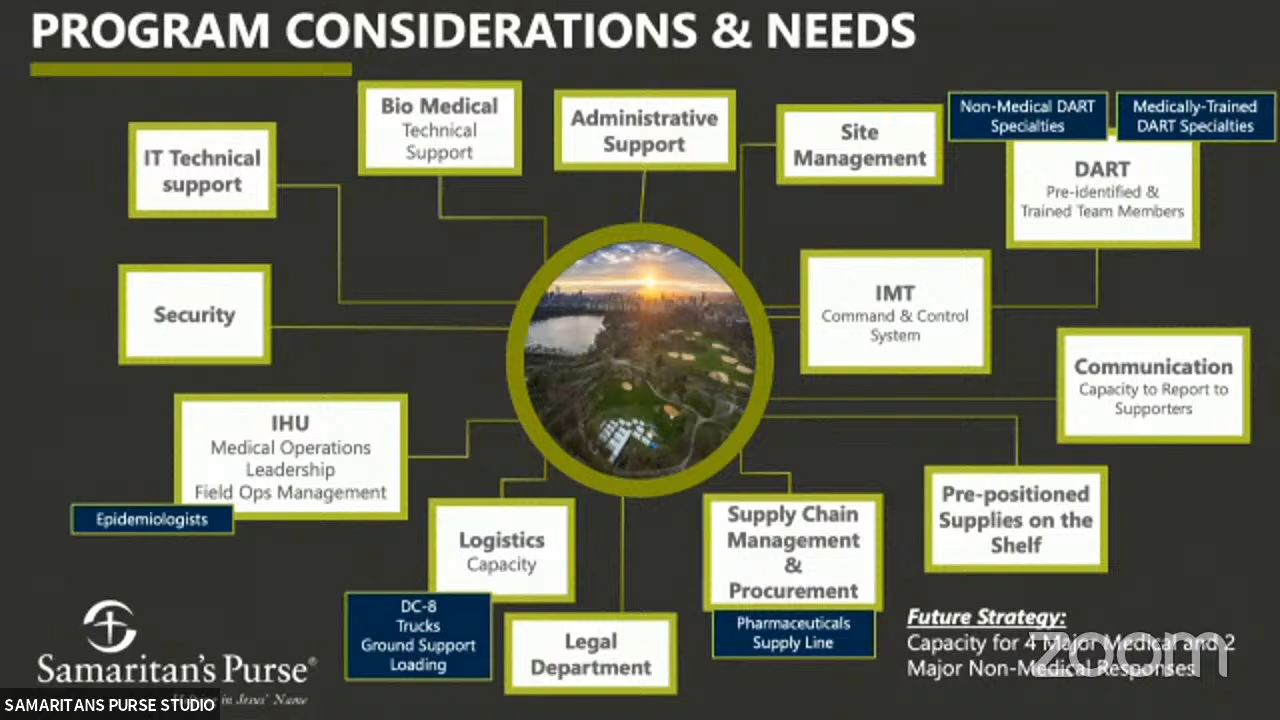 PROGRAM CONSIDERATIONS & NEEDS
Bio Medical
Technical
Support
Administrative
Support
Site
Management
Non-Medical DART
Specialties
Medically-Trained
DART Specialties
DART
Pre-identified &
Trained Team Members
IT Technical
support
Security
IMT
Command & Control
System
Communication
Capacity to Report to
Supporters
IHU
Medical Operations
Leadership
Field Ops Management
Epidemiologists
Logistics
Capacity
DC-8
Trucks
Ground Support
Loading
Legal
Department
Supply Chain
Management
&
Procurement
Pharmaceuticals
Supply Line
Pre-positioned
Supplies on the
Shelf
Future Strategy:
Capacity for 4 Major Medical and 2
Major Non-Medical Responses
zoom
Samaritan's Purse®
in Jesus' Name
SAMARITANS PURSE STUDIO